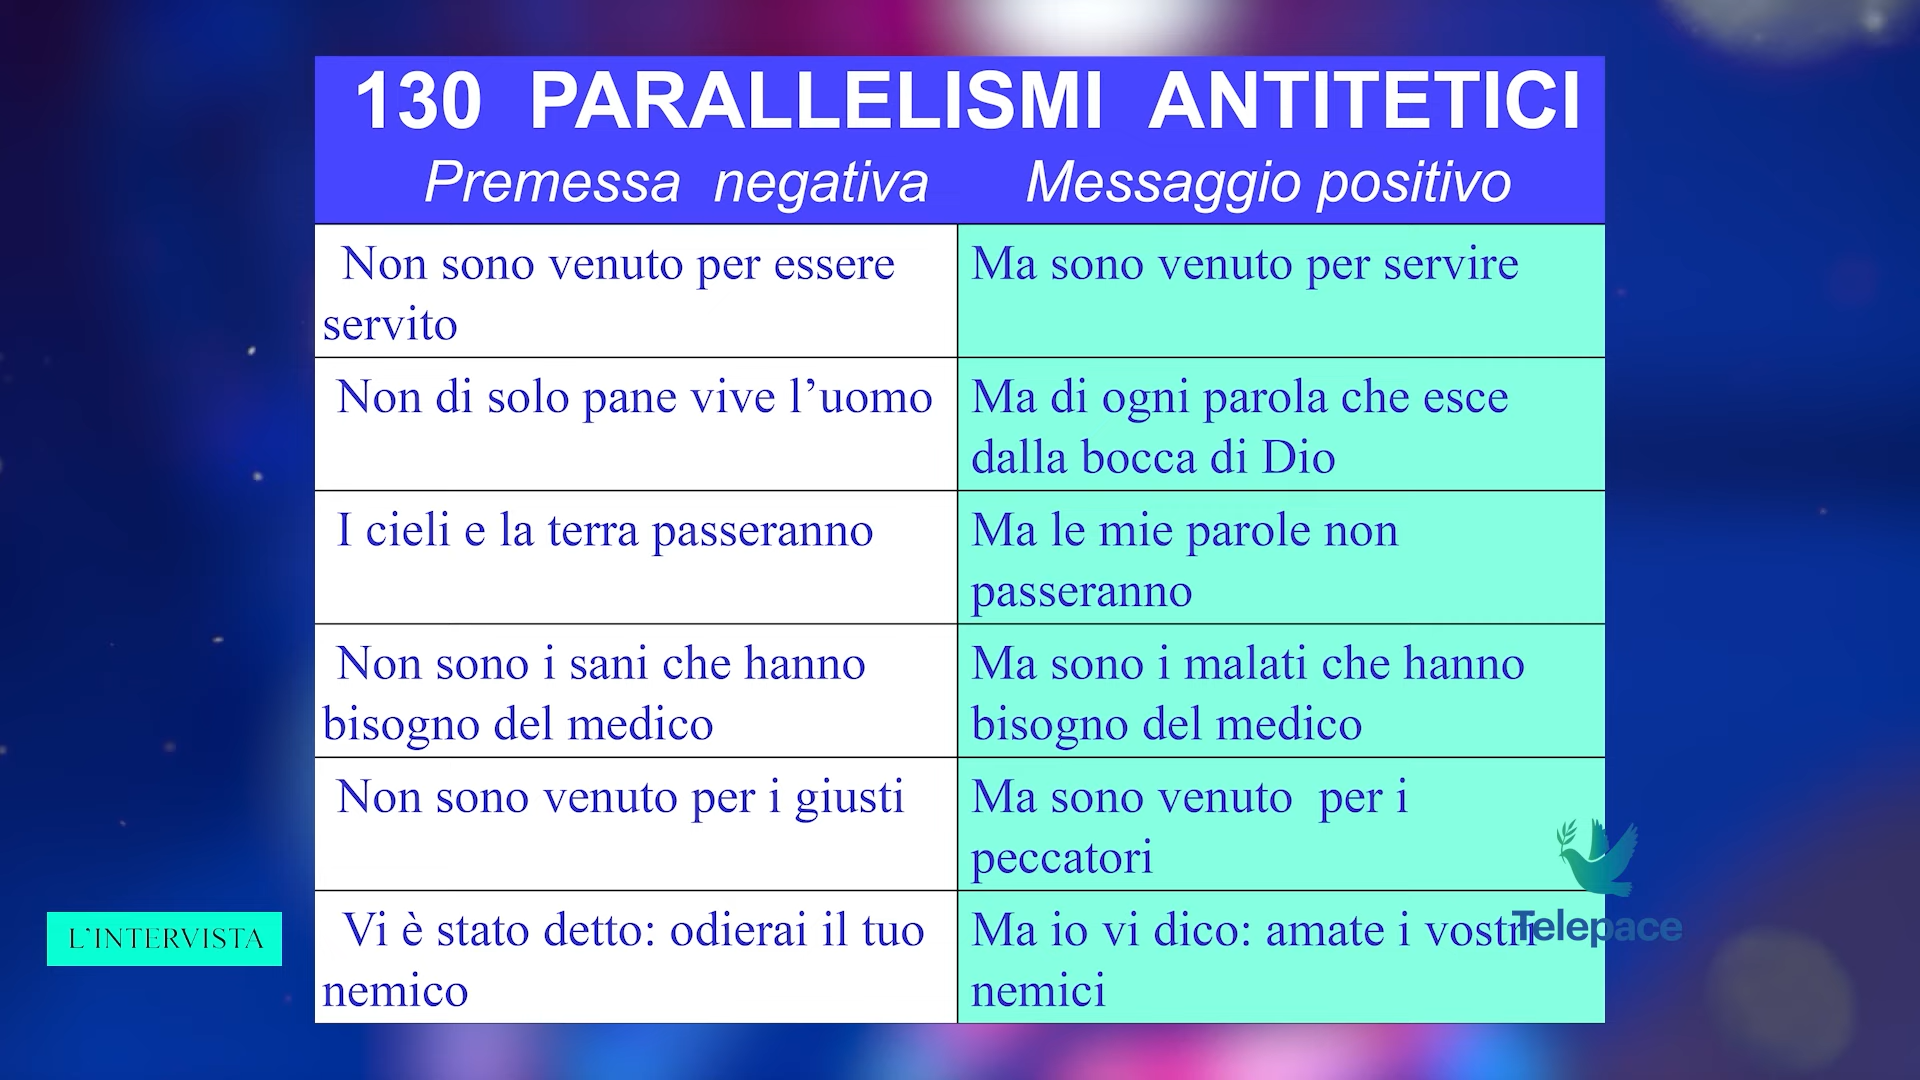 130 PARALLELISMI ANTITETICI
Premessa negativa Messaggio positivo
Non sono venuto per essere
servito
Ma sono venuto per servire
Non di solo pane vive l’uomo
Ma di ogni parola che esce
dalla bocca di Dio
I cieli e la terra passeranno
Ma le mie parole non
passeranno
Non sono i sani che hanno
bisogno del medico
Ma sono i malati che hanno
bisogno del medico
Non sono venuto per i giusti
Ma sono venuto per i
peccatori
Vi è stato detto: odierai il tuo
nemico
Ma io vi dico: amate i vostri
nemici
L’INTERVISTA
Telepace